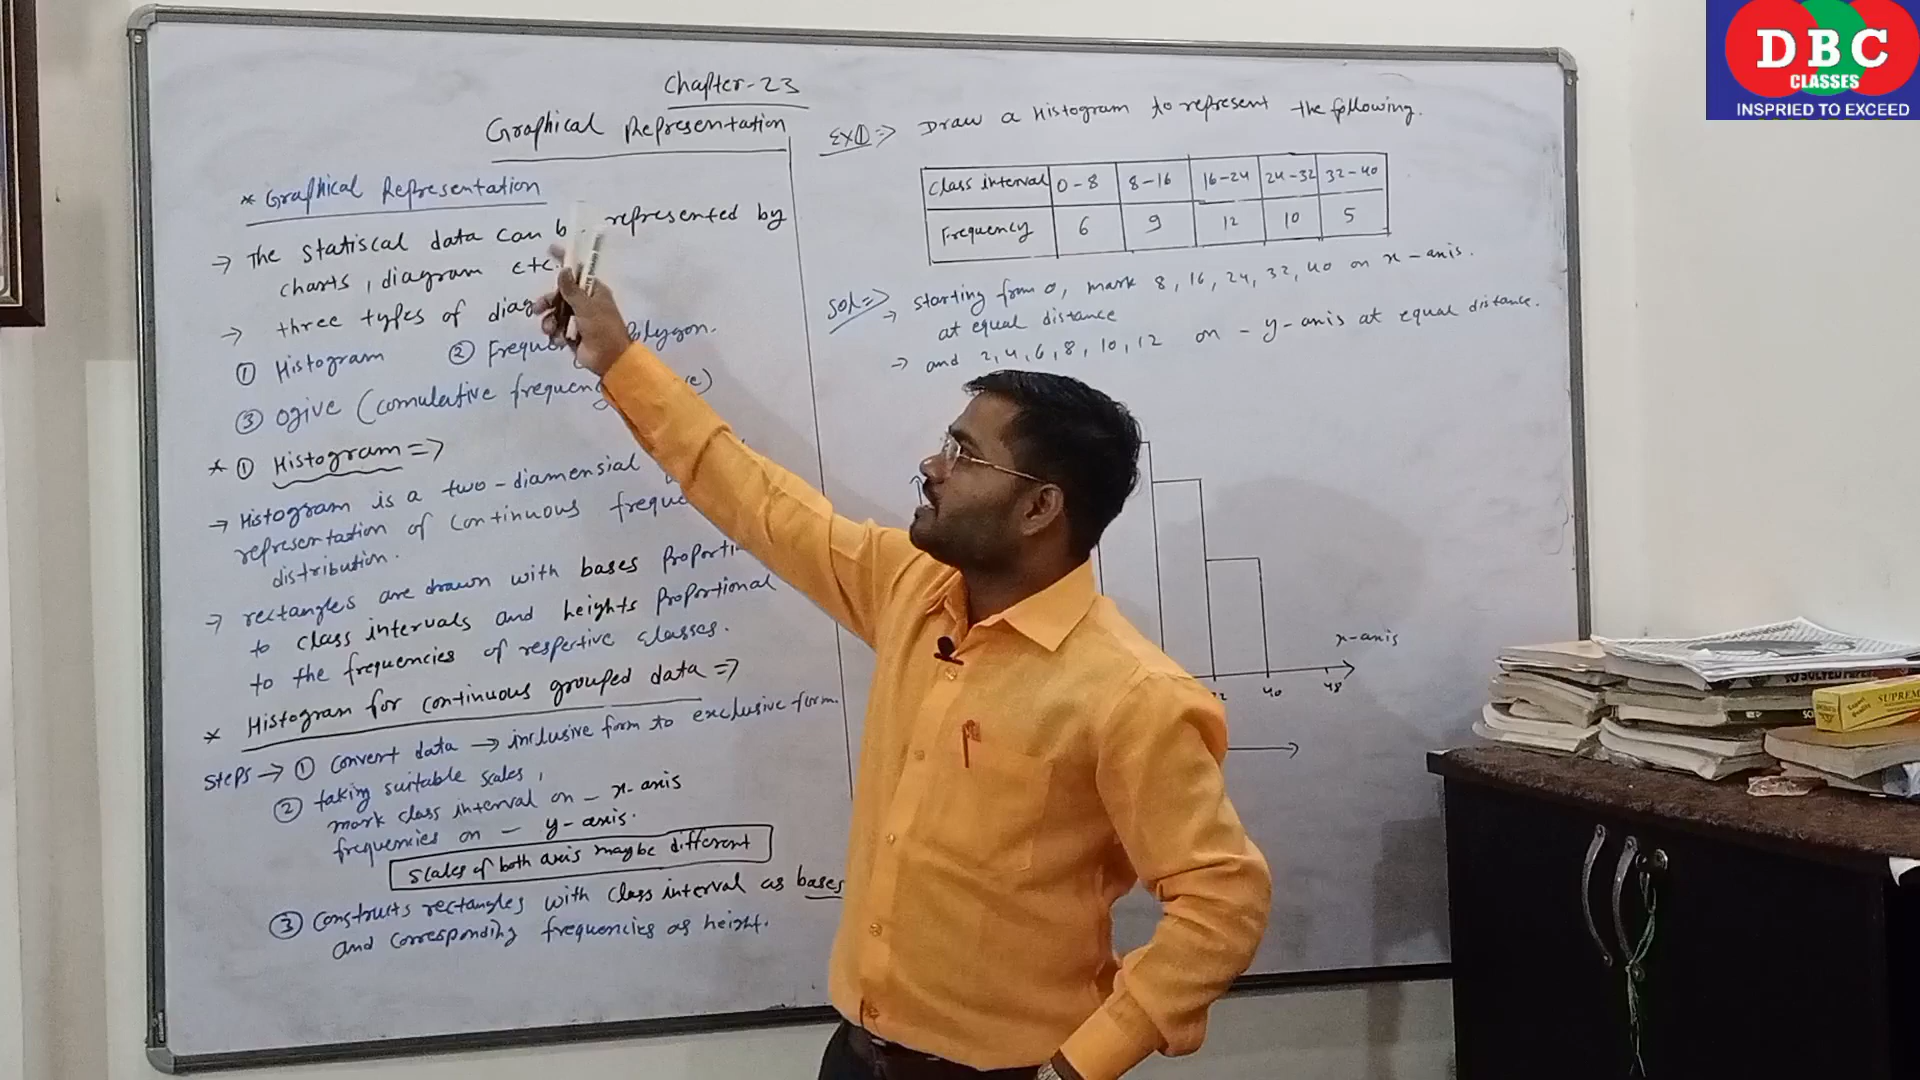 DBC
CLASSES
INSPRIED TO EXCEED
Chapter-23
Graphical Representation
* Graphical Representation
→ The Statiscal data can represented by
charts, diagram etc.
→ three types of
① Histogram ② Polygon.
③ ogive (comulative
* ① Histogram =>
→ Histogram is a two-diamensial
representation of continuous
distribution.
→ rectangles are drawn with bases
to class intervals and heights proportional
to the frequencies of respective classes.
* Histogram for continuous grouped data =>
Steps → ① convert data → inclusive form to exclusive form.
② taking suitable scales,
mark class interval on - x-axis
frequencies on - y-axis.
scales of both axis maybe different
③ constructs rectangles with class interval as bases
and corresponding frequencies as height.
Ex① => Draw a Histogram to represent the following.
Class interval 0-8 8-16 16-24 24-32 32-40
Frequency 6 9 12 10 5
Sol => → starting from 0, mark 8, 16, 24, 32, 40 on x-axis.
at equal distance
→ and 2, 4, 6, 8, 10, 12 on - y-axis at equal distance.
x-axis
40 48
SUPREME